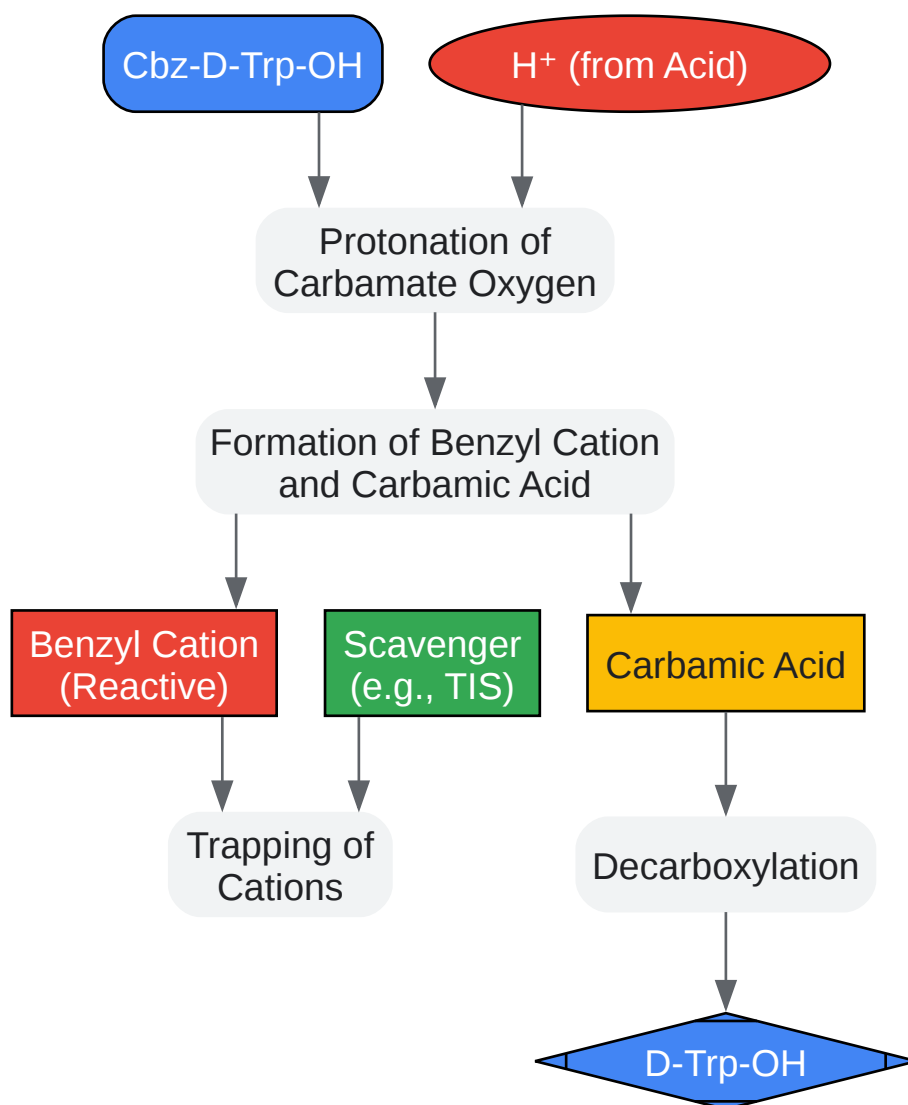 Cbz-D-Trp-OH
H⁺ (from Acid)
Protonation of
Carbamate Oxygen
Formation of Benzyl Cation
and Carbamic Acid
Benzyl Cation
(Reactive)
Scavenger
(e.g., TIS)
Carbamic Acid
Trapping of
Cations
Decarboxylation
D-Trp-OH